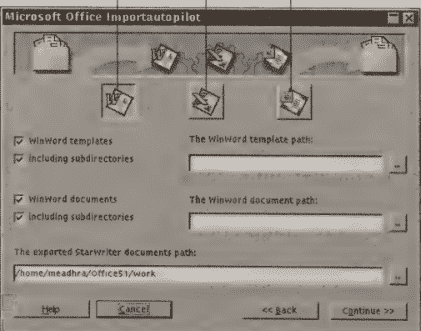 Microsoft Office Importautopilot
WinWord templates
including subdirectories
The WinWord template path:
..
WinWord documents
including subdirectories
The Winword document path:
..
The exported StarWriter documents path:
/home/meadhra/Office51/work
..
Help
Cancel
<< Back
Continue >>